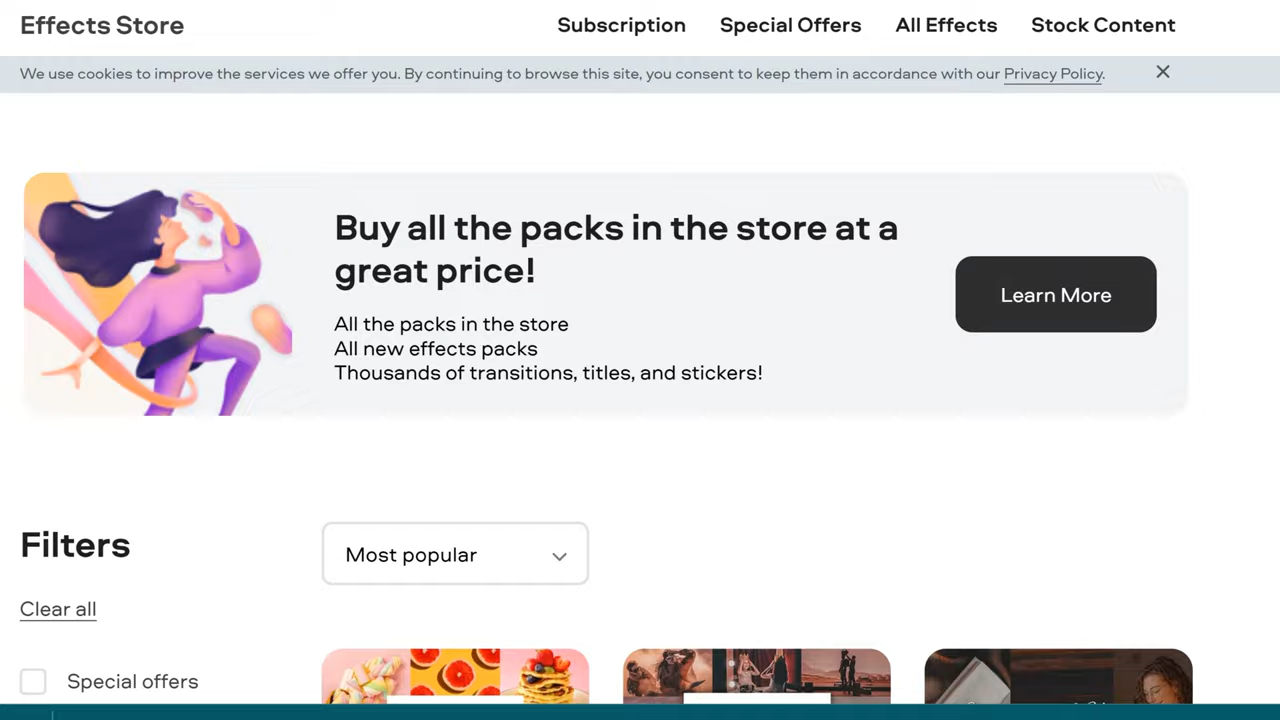 Effects Store
Subscription
Special Offers
All Effects
Stock Content
We use cookies to improve the services we offer you. By continuing to browse this site, you consent to keep them in accordance with our Privacy Policy.
Buy all the packs in the store at a
great price!
All the packs in the store
All new effects packs
Thousands of transitions, titles, and stickers!
Learn More
Filters
Most popular
Clear all
Special offers